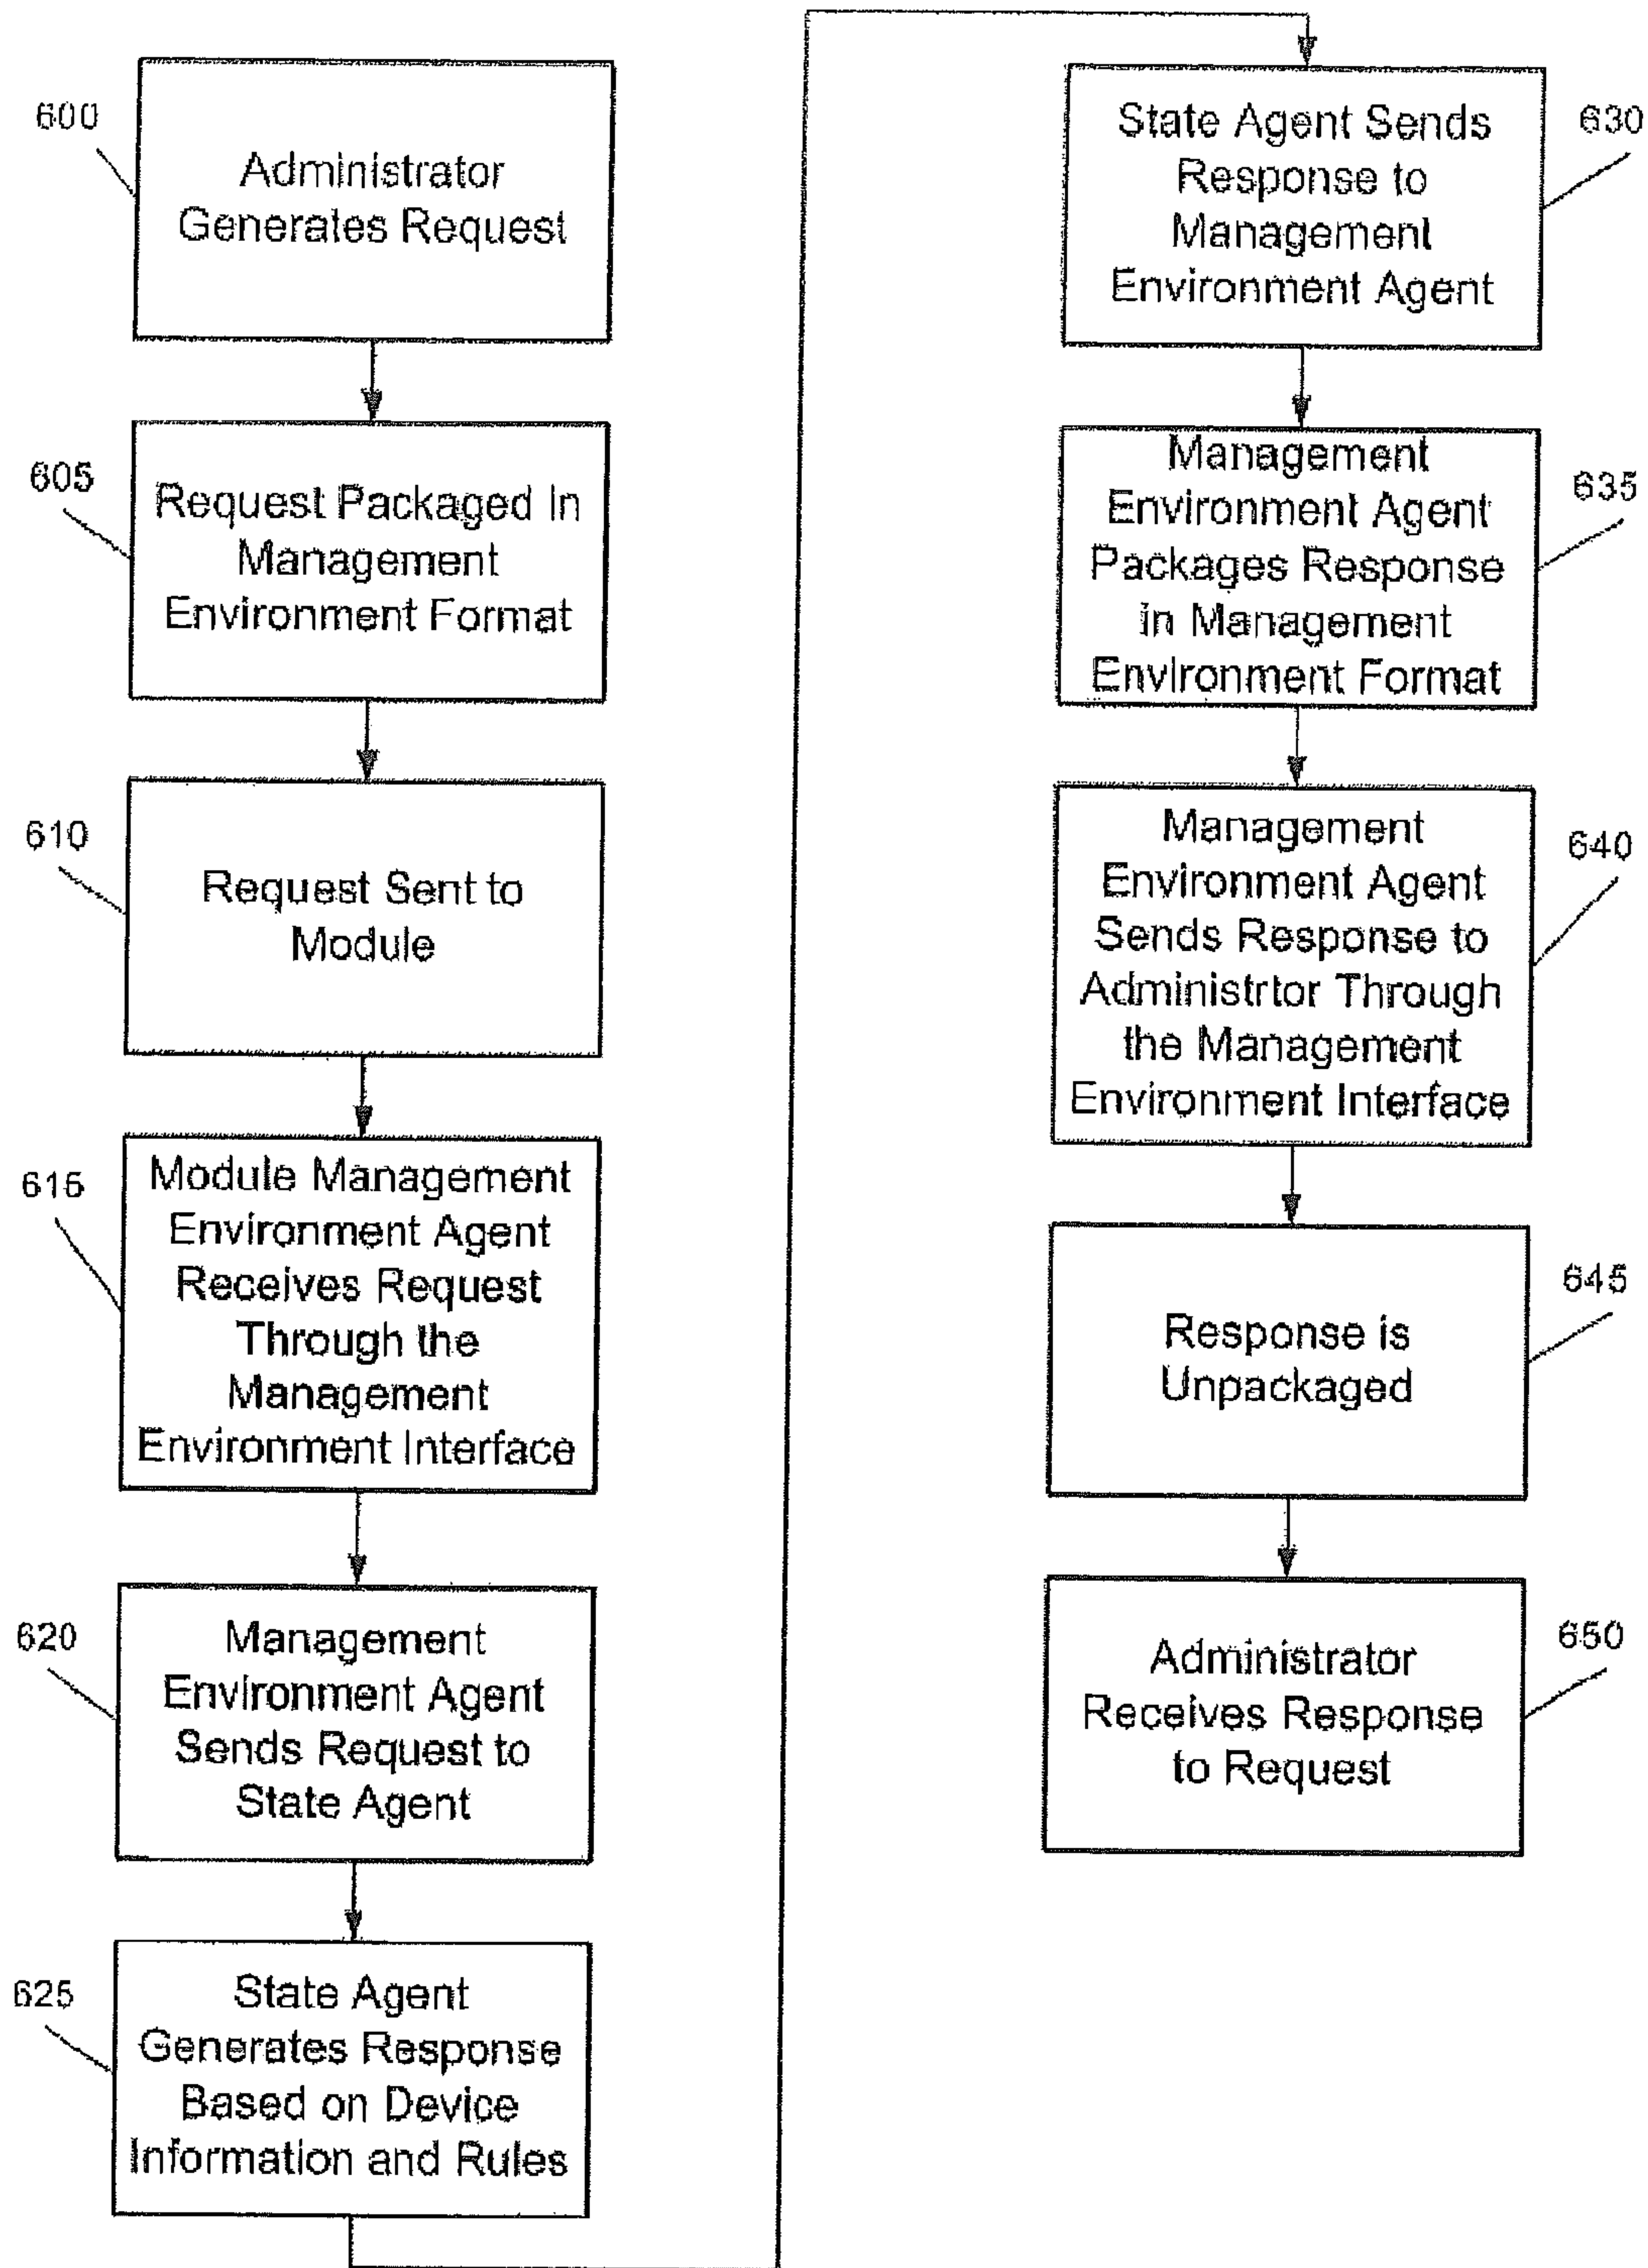 600
Administrator
Generates Request
605
Request Packaged In
Management
Environment Format
610
Request Sent to
Module
615
Module Management
Environment Agent
Receives Request
Through the
Management
Environment Interface
620
Management
Environment Agent
Sends Request to
State Agent
625
State Agent
Generates Response
Based on Device
Information and Rules
630
State Agent Sends
Response to
Management
Environment Agent
635
Management
Environment Agent
Packages Response
in Management
Environment Format
640
Management
Environment Agent
Sends Response to
Administrtor Through
the Management
Environment Interface
645
Response is
Unpackaged
650
Administrator
Receives Response
to Request